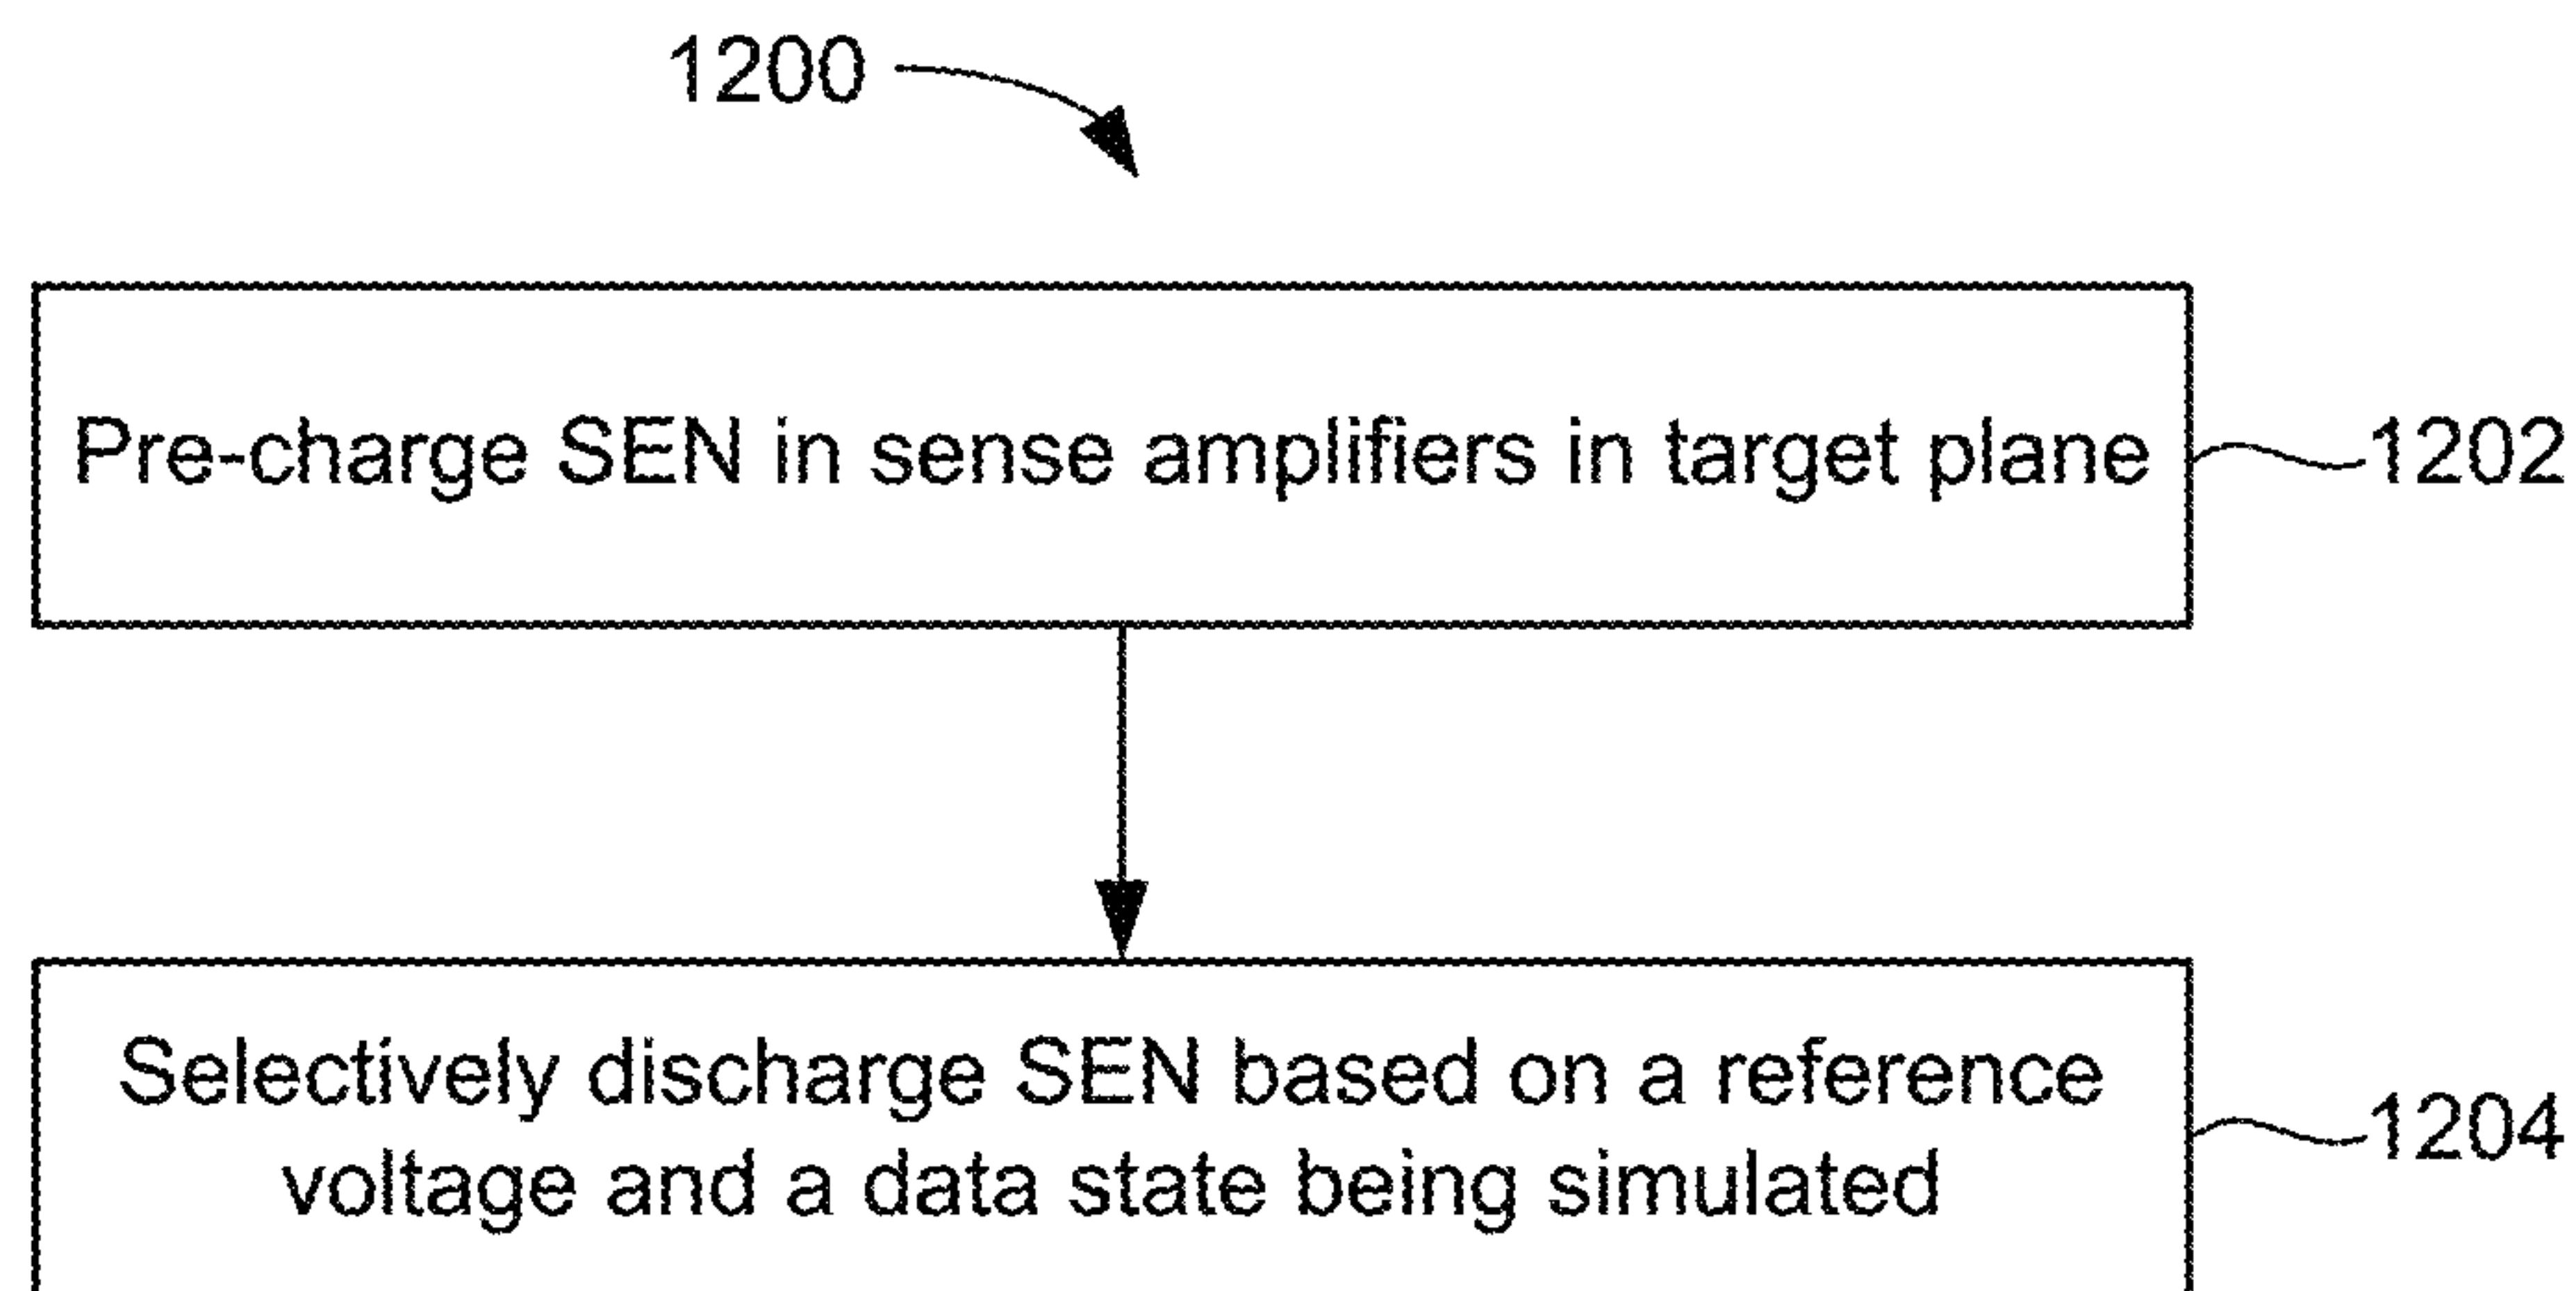 1200
Pre-charge SEN in sense amplifiers in target plane
1202
Selectively discharge SEN based on a reference
voltage and a data state being simulated
1204